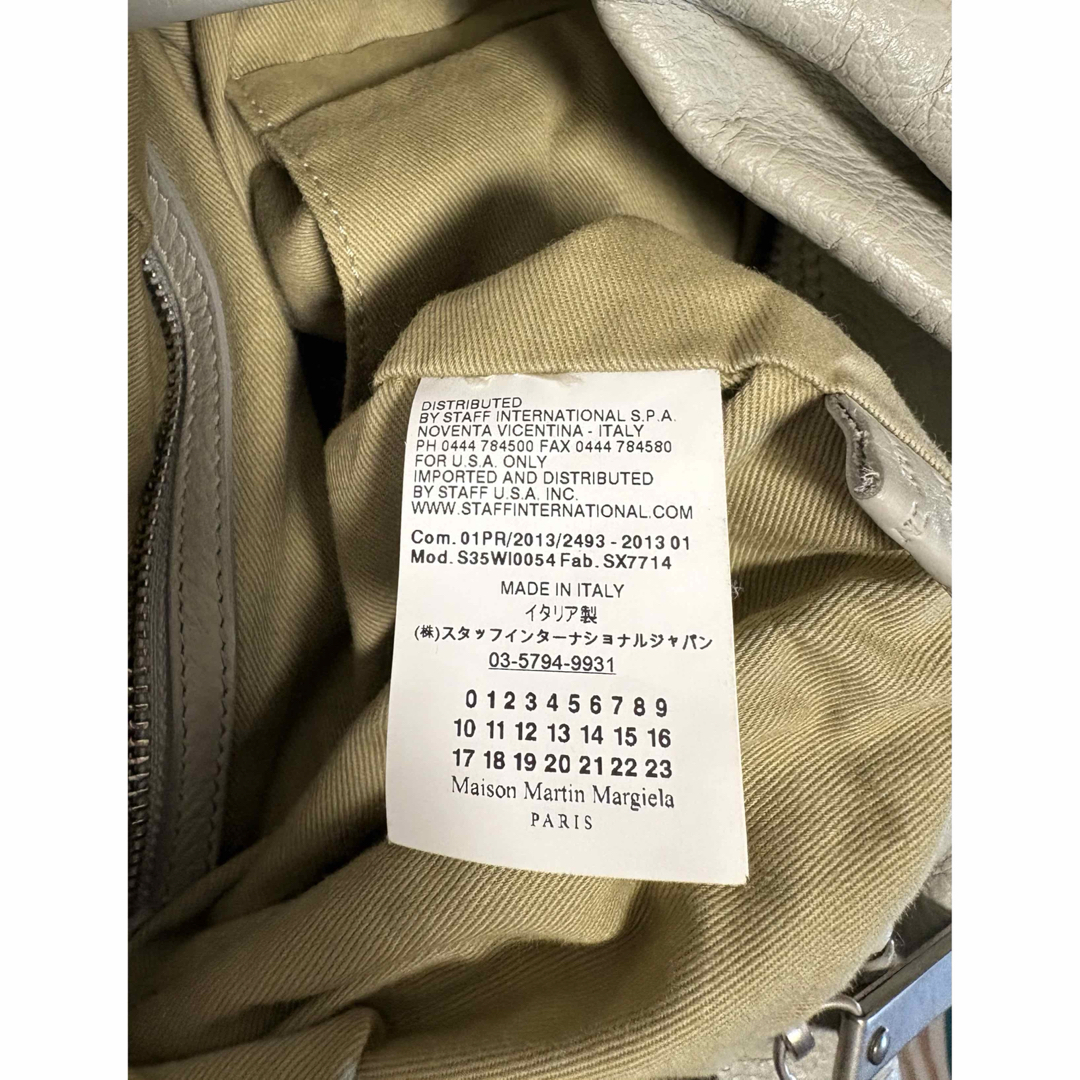 DISTRIBUTED
BY STAFF INTERNATIONAL S.P.A.
NOVENTA VICENTINA - ITALY
PH 0444 784500 FAX 0444 784580
FOR U.S.A. ONLY
IMPORTED AND DISTRIBUTED
BY STAFF U.S.A. INC.
WWW.STAFFINTERNATIONAL.COM
Com. 01PR/2013/2493 - 2013 01
Mod. S35WI0054 Fab. SX7714
MADE IN ITALY
イタリア製
(株)スタッフインターナショナルジャパン
03-5794-9931
0 1 2 3 4 5 6 7 8 9
10 11 12 13 14 15 16
17 18 19 20 21 22 23
Maison Martin Margiela
PARIS